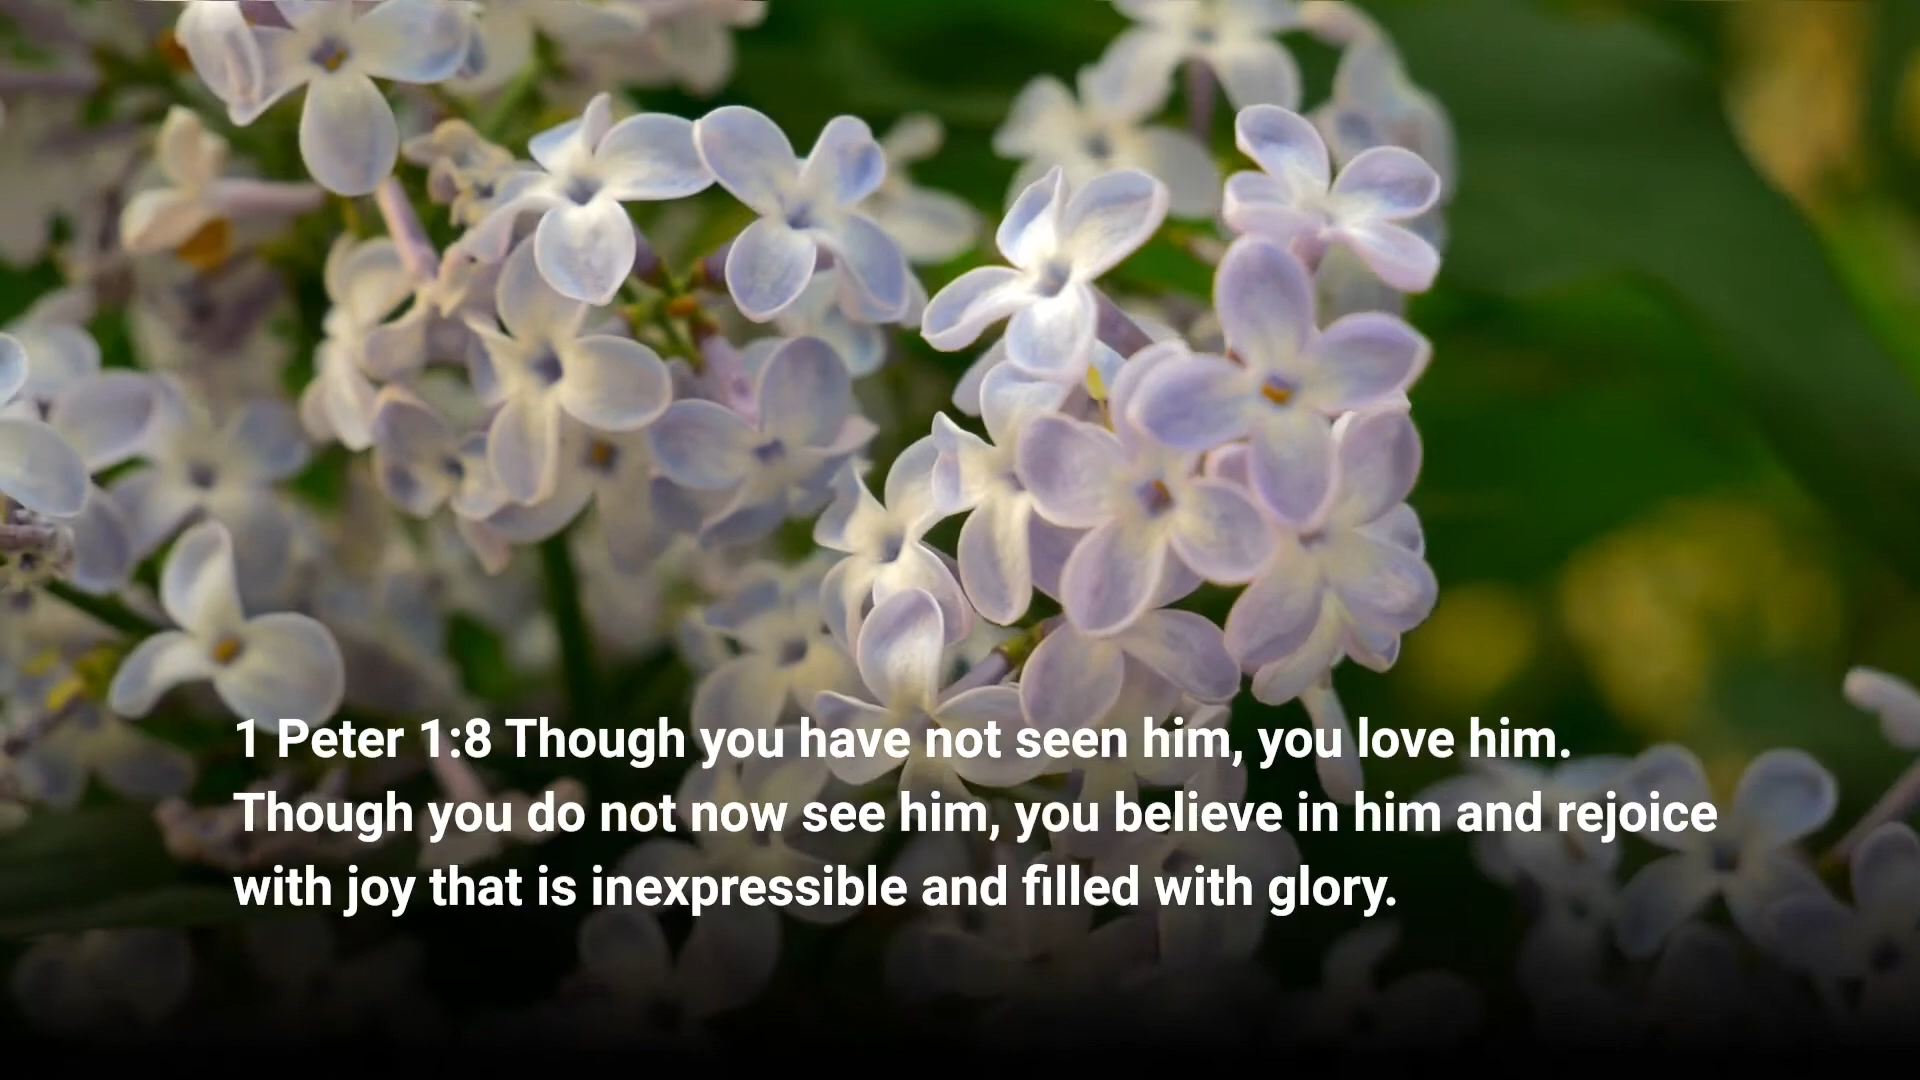 1 Peter 1:8 Though you have not seen him, you love him.
Though you do not now see him, you believe in him and rejoice
with joy that is inexpressible and filled with glory.